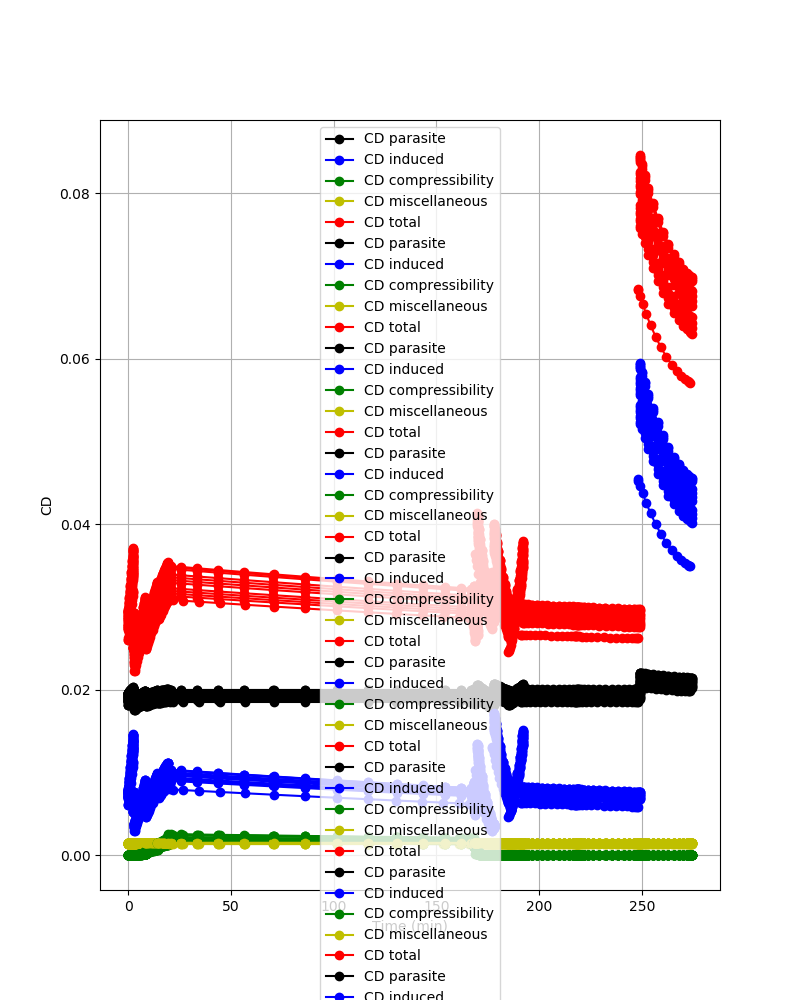 CD parasite
CD induced
CD compressibility
CD miscellaneous
CD total
CD parasite
CD induced
CD compressibility
CD miscellaneous
CD total
CD parasite
CD induced
CD compressibility
CD miscellaneous
CD total
CD parasite
CD induced
CD compressibility
CD miscellaneous
CD total
CD parasite
CD induced
CD compressibility
CD miscellaneous
CD total
CD parasite
CD induced
CD compressibility
CD miscellaneous
CD total
CD parasite
CD induced
CD compressibility
CD miscellaneous
CD total
CD parasite
CD induced
CD compressibility
CD miscellaneous
CD total
CD parasite
CD induced
0.08
0.06
0.04
0.02
0.00
CD
0
50
100
150
200
250
Time (min)